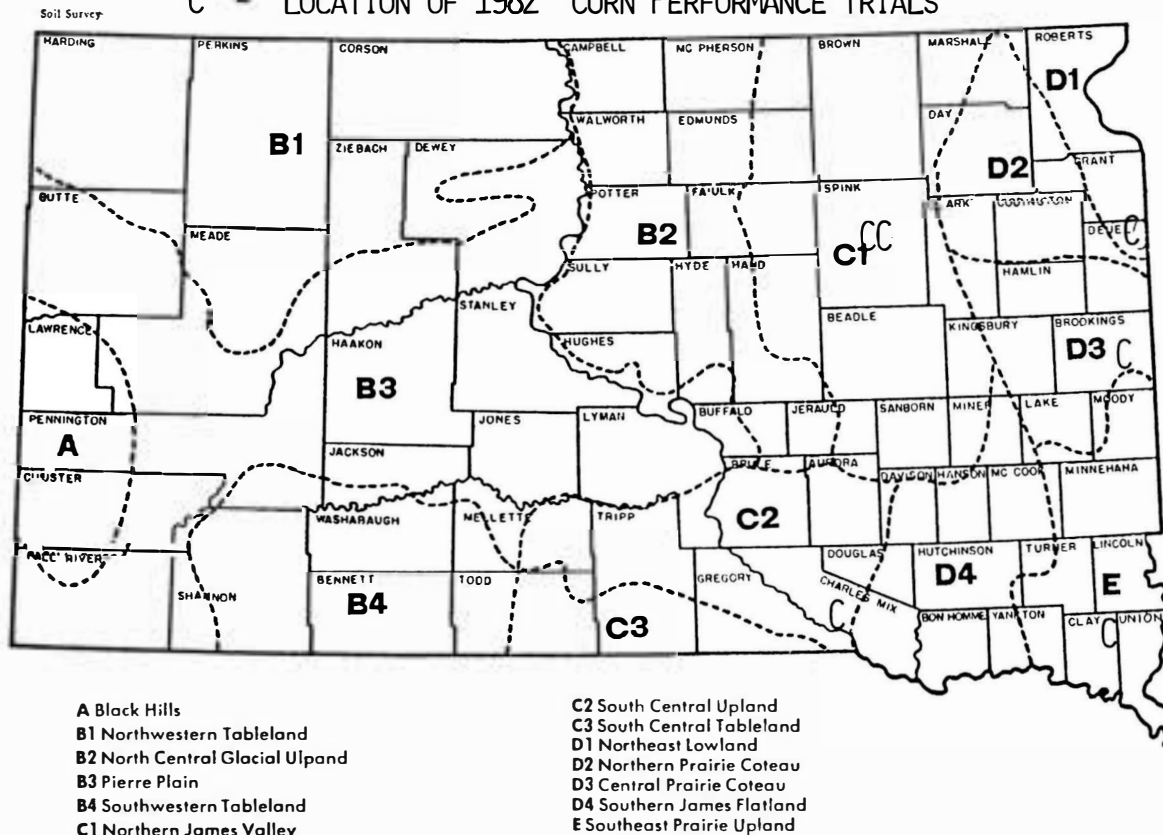 C - LOCATION OF 1982 CORN PERFORMANCE TRIALS
Soil Survey
HARDING
PERKINS
CORSON
CAMPBELL
MC PHERSON
BROWN
MARSHALL
ROBERTS
D1
WALWORTH
EDMUNDS
DAY
B1
ZIEBACH
DEWEY
D2
GRANT
BUTTE
POTTER
FAULK
SPINK
ARK
CODINGTON
MEADE
B2
C1
CC
DEUEL
C
SULLY
HYDE
HAND
HAMLIN
STANLEY
LAWRENCE
HAAKON
HUGHES
BEADLE
KINGSBURY
BROOKINGS
D3
C
B3
PENNINGTON
A
JONES
LYMAN
BUFFALO
JERAULD
SANBORN
MINER
LAKE
MOODY
JACKSON
BRULE
AURORA
DAVISON
HANSON
MC COOK
MINNEHAHA
CUUSTER
WASHABAUGH
MELLETTE
TRIPP
C2
FALL RIVER
DOUGLAS
HUTCHINSON
TURNER
LINCOLN
SHANNON
BENNETT
TODD
GREGORY
CHARLES MIX
D4
E
B4
C3
C
BON HOMME
YANKTON
CLAY
C
UNION
A Black Hills
B1 Northwestern Tableland
B2 North Central Glacial Ulpand
B3 Pierre Plain
B4 Southwestern Tableland
C1 Northern James Valley
C2 South Central Upland
C3 South Central Tableland
D1 Northeast Lowland
D2 Northern Prairie Coteau
D3 Central Prairie Coteau
D4 Southern James Flatland
E Southeast Prairie Upland